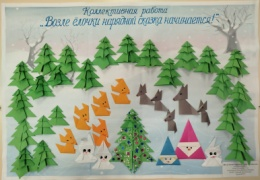 Коллективная работа
„Возле ёлочки нарядной сказка начинается!"